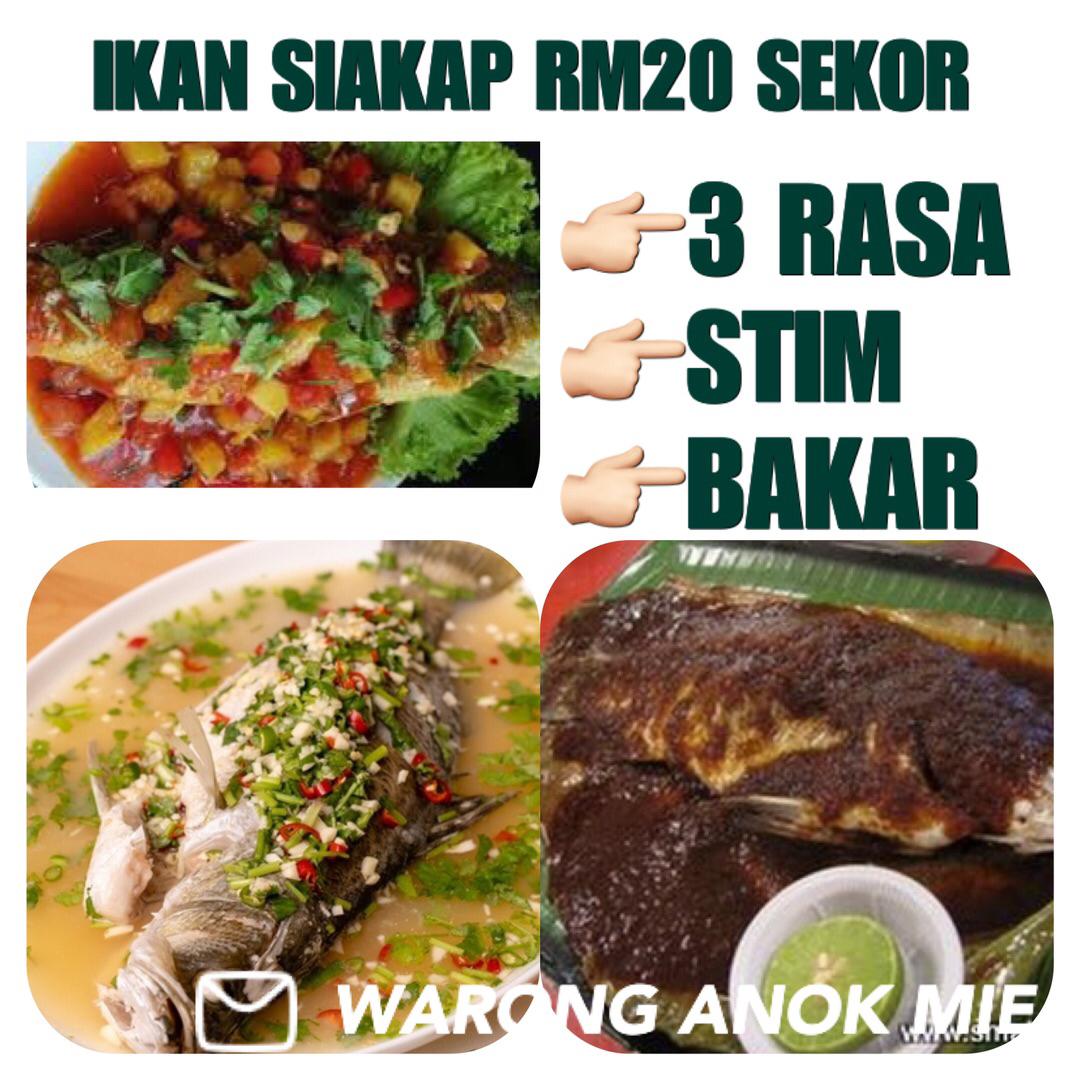 IKAN SIAKAP RM20 SEKOR
3 RASA
STIM
BAKAR
WARONG ANOK MIE